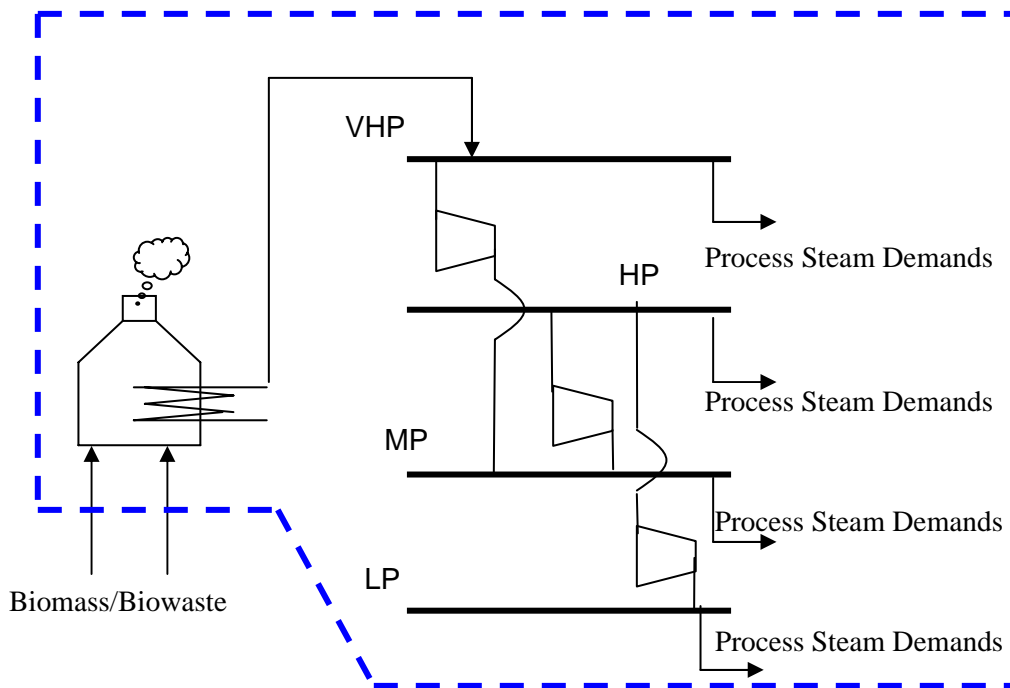 VHP
Process Steam Demands
HP
Process Steam Demands
MP
Process Steam Demands
LP
Biomass/Biowaste
Process Steam Demands